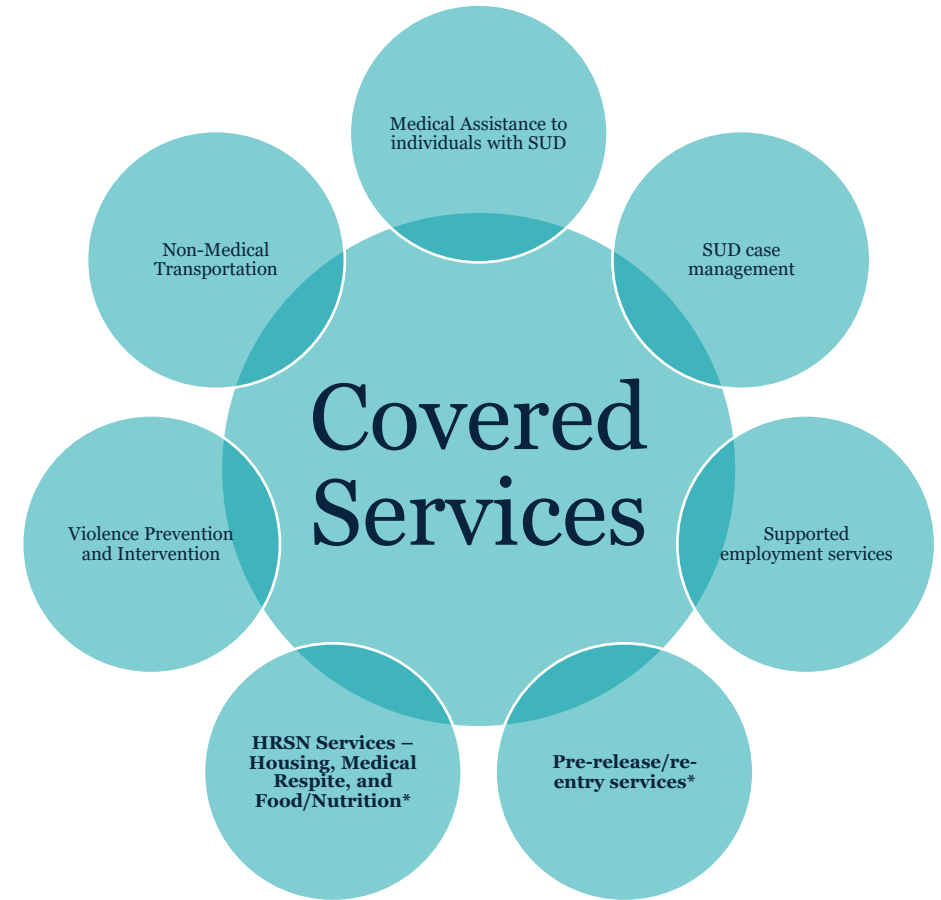 Medical Assistance to
individuals with SUD
Non-Medical
Transportation
SUD case
management
Covered
Services
Violence Prevention
and Intervention
Supported
employment services
HRSN Services –
Housing, Medical
Respite, and
Food/Nutrition*
Pre-release/re-
entry services*